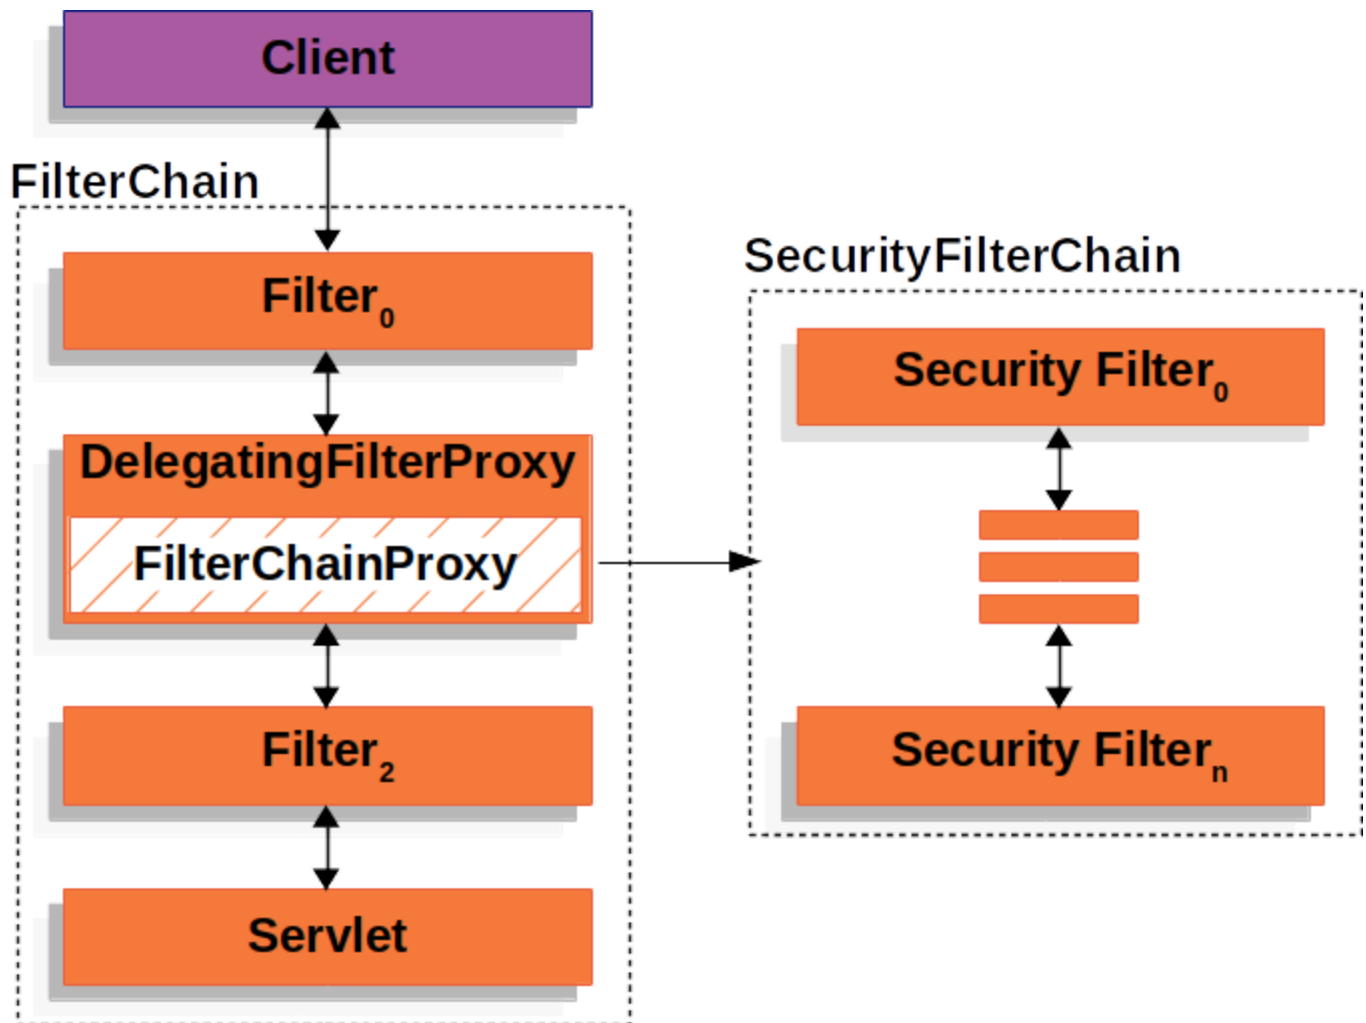 Client
FilterChain
Filter0
DelegatingFilterProxy
FilterChainProxy
Filter2
Servlet
SecurityFilterChain
Security Filter0
Security Filtern